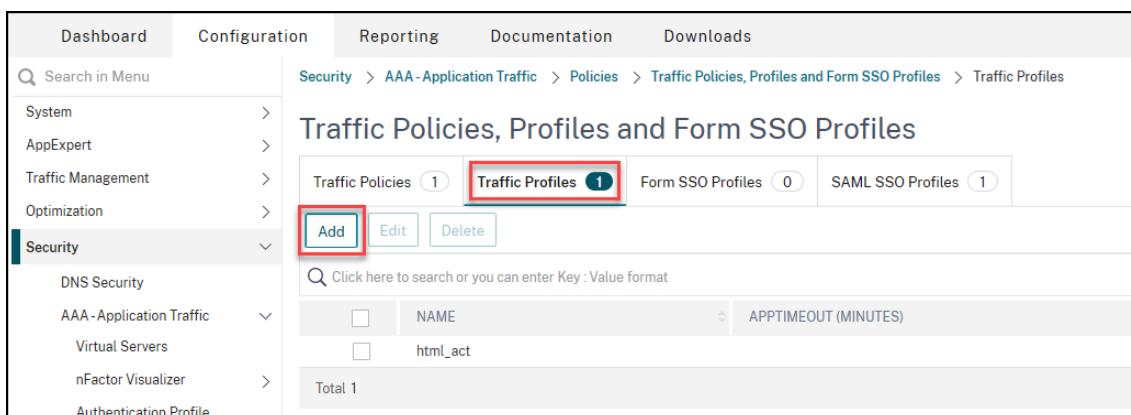 Dashboard Configuration Reporting Documentation Downloads
Search in Menu
Security > AAA - Application Traffic > Policies > Traffic Policies, Profiles and Form SSO Profiles > Traffic Profiles
System
AppExpert
Traffic Management
Optimization
Security
DNS Security
AAA - Application Traffic
Virtual Servers
nFactor Visualizer
Authentication Profile
Traffic Policies, Profiles and Form SSO Profiles
Traffic Policies 1 Traffic Profiles 1 Form SSO Profiles 0 SAML SSO Profiles 1
Add Edit Delete
Click here to search or you can enter Key : Value format
NAME APPTIMEOUT (MINUTES)
html_act
Total 1